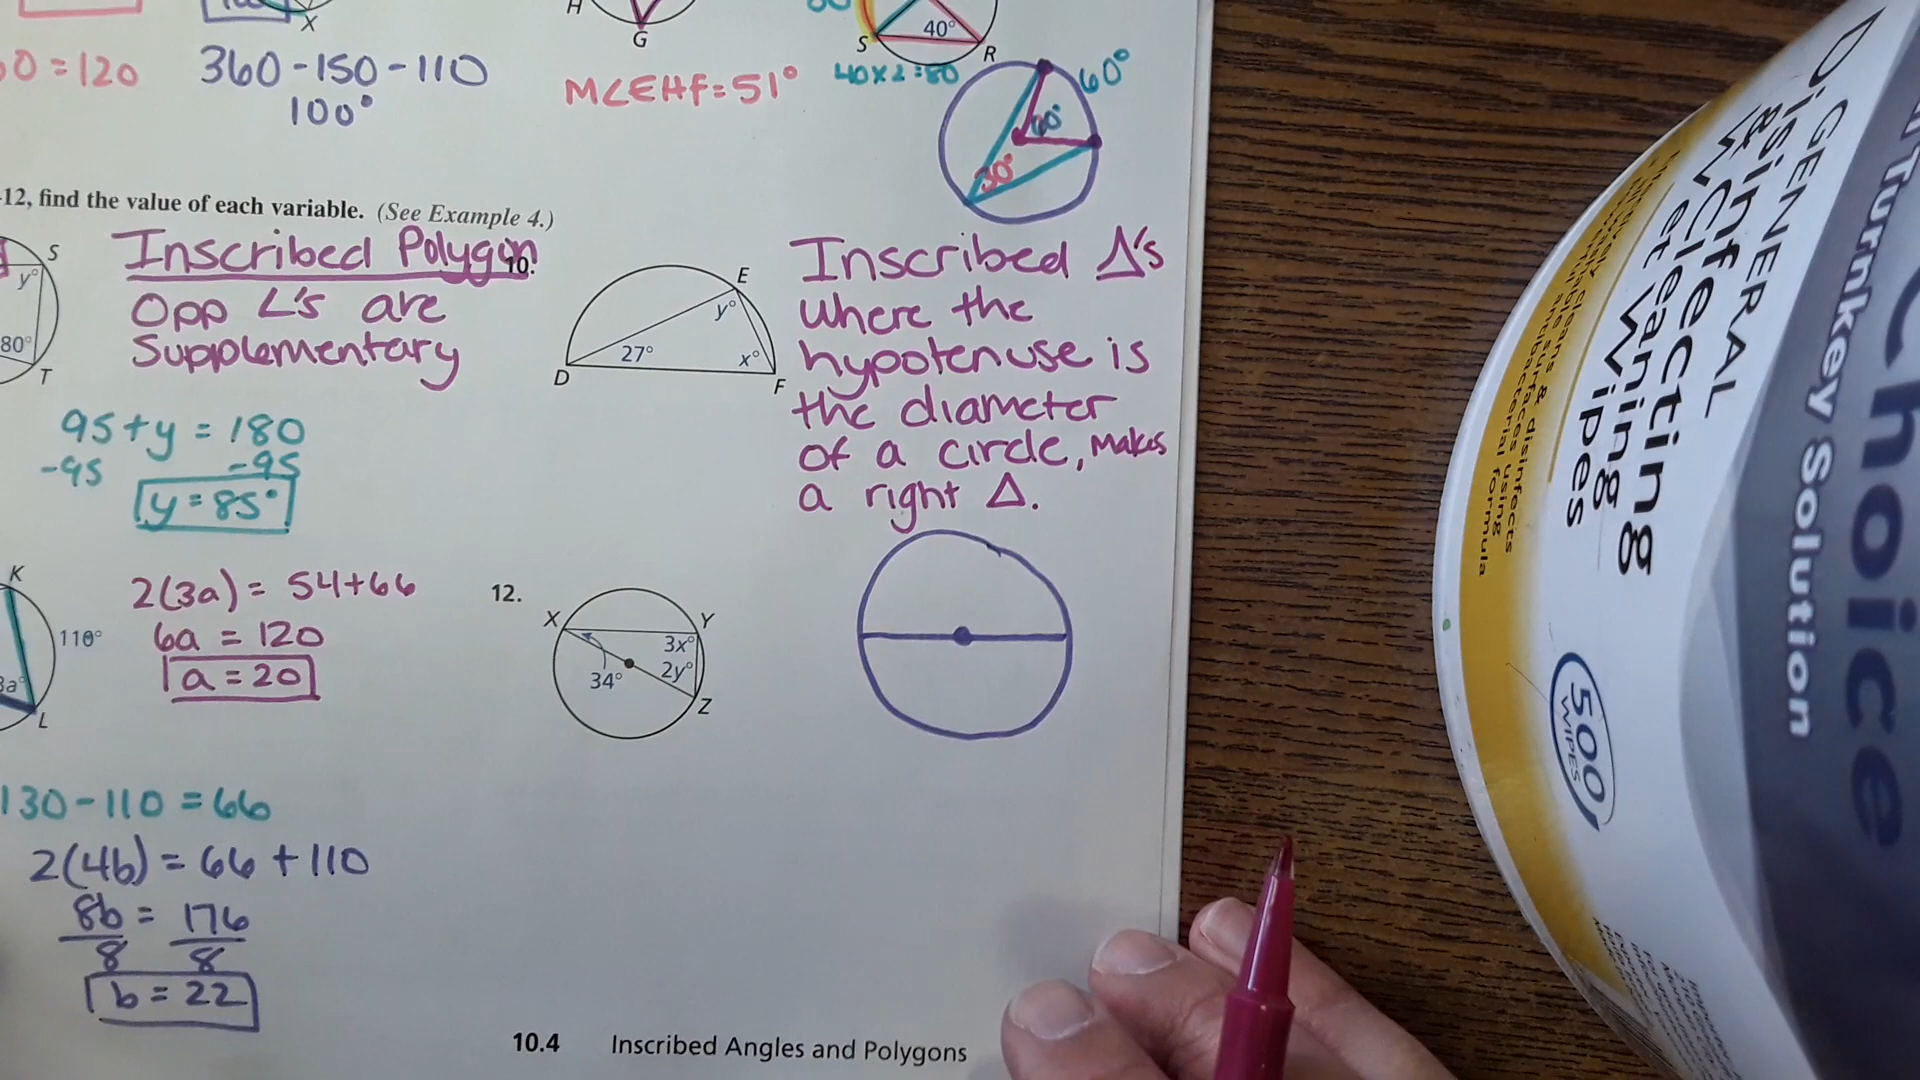 X
H
G
S
40°
R
0 = 120
360 - 150 - 110
100°
M∠EHF = 51°
40 x 2 = 80
60°
60°
30°
12, find the value of each variable. (See Example 4.)
S
y°
80°
T
Inscribed Polygon
Opp ∠'s are
Supplementary
95 + y = 180
-95 -95
y = 85°
10.
E
y°
27°
x°
D
F
Inscribed Δ's
where the
hypotenuse is
the diameter
of a circle, makes
a right Δ.
K
110°
3a°
L
2(3a) = 54+66
6a = 120
a = 20
12.
X
Y
3x°
2y°
34°
Z
130 - 110 = 66
2(4b) = 66 + 110
8b = 176
8 8
b = 22
10.4 Inscribed Angles and Polygons
Choice
Turnkey Solution
GENERAL
Disinfecting
&
Cleaning
Wet Wipes
500
WIPES